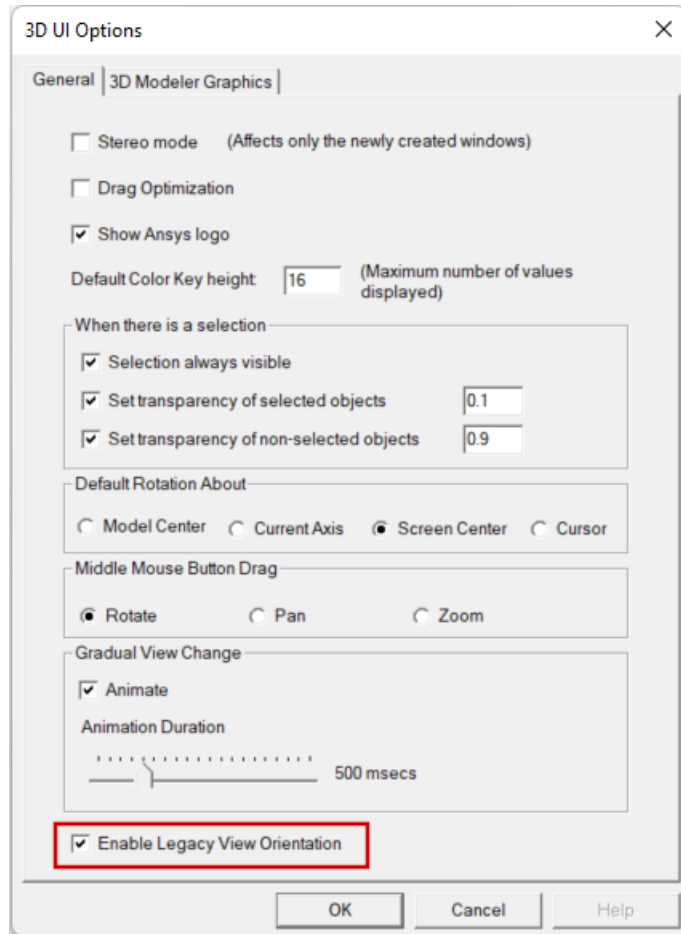 3D UI Options
General
3D Modeler Graphics
Stereo mode (Affects only the newly created windows)
Drag Optimization
Show Ansys logo
Default Color Key height: 16 (Maximum number of values
displayed)
When there is a selection
Selection always visible
Set transparency of selected objects 0.1
Set transparency of non-selected objects 0.9
Default Rotation About
Model Center Current Axis Screen Center Cursor
Middle Mouse Button Drag
Rotate Pan Zoom
Gradual View Change
Animate
Animation Duration
500 msecs
Enable Legacy View Orientation
OK Cancel Help